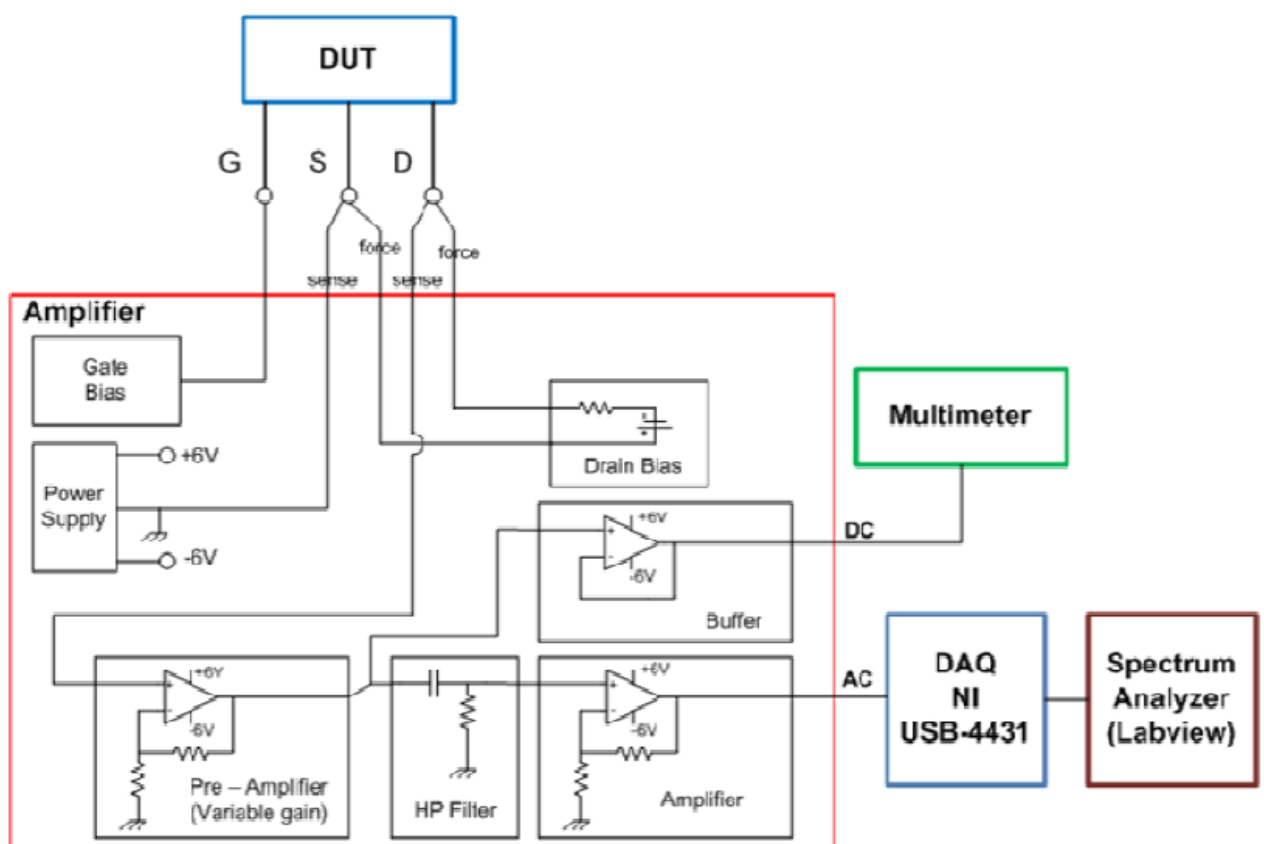 DUT
G
S
D
force
force
sense
sense
Amplifier
Gate
Bias
Drain Bias
Multimeter
Power
Supply
+6V
-6V
+6V
-6V
Buffer
DC
+6Y
-6V
Pre – Amplifier
(Variable gain)
HP Filter
+6V
-6V
Amplifier
AC
DAQ
NI
USB-4431
Spectrum
Analyzer
(Labview)